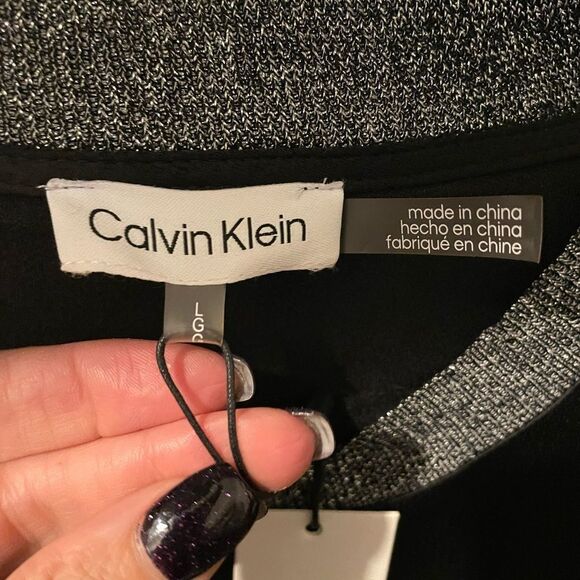 Calvin Klein
made in china
hecho en china
fabriqué en chine
L
G